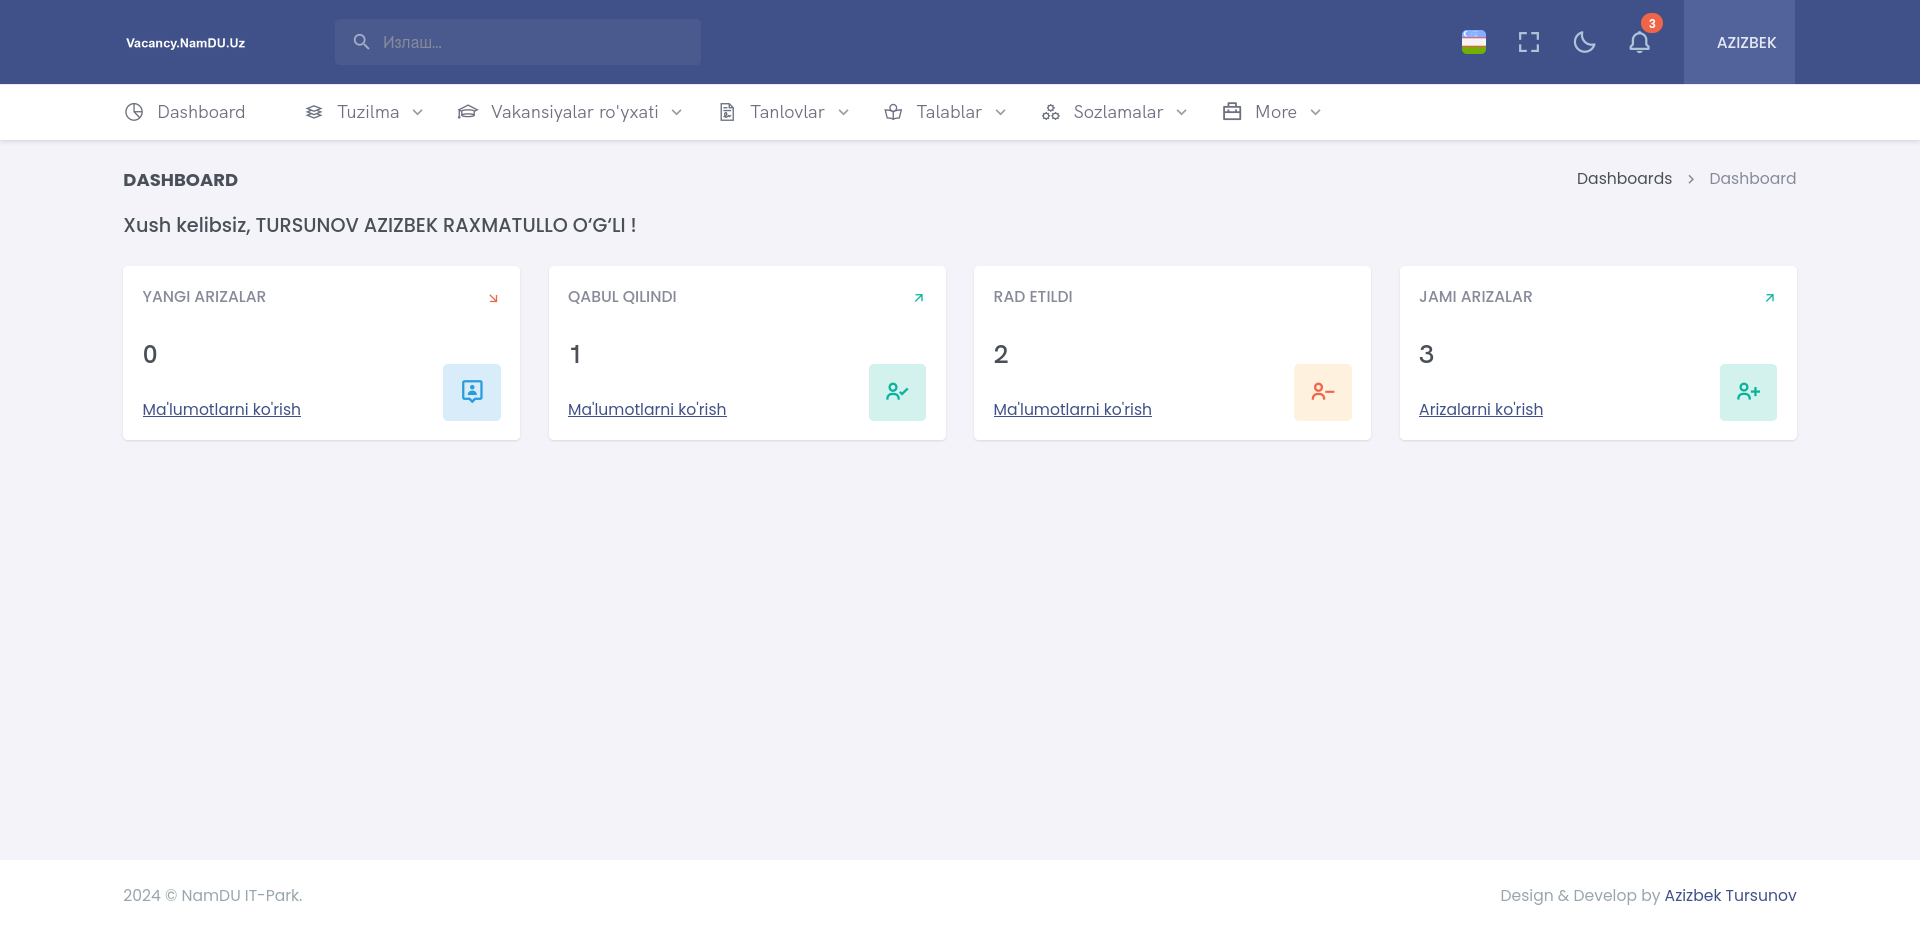 Vacancy.NamDU.Uz
Излаш...
3
AZIZBEK
Dashboard
Tuzilma
Vakansiyalar ro'yxati
Tanlovlar
Talablar
Sozlamalar
More
DASHBOARD
Dashboards > Dashboard
Xush kelibsiz, TURSUNOV AZIZBEK RAXMATULLO O‘G‘LI !
YANGI ARIZALAR
0
Ma'lumotlarni ko'rish
QABUL QILINDI
1
Ma'lumotlarni ko'rish
RAD ETILDI
2
Ma'lumotlarni ko'rish
JAMI ARIZALAR
3
Arizalarni ko'rish
2024 © NamDU IT-Park.
Design & Develop by Azizbek Tursunov